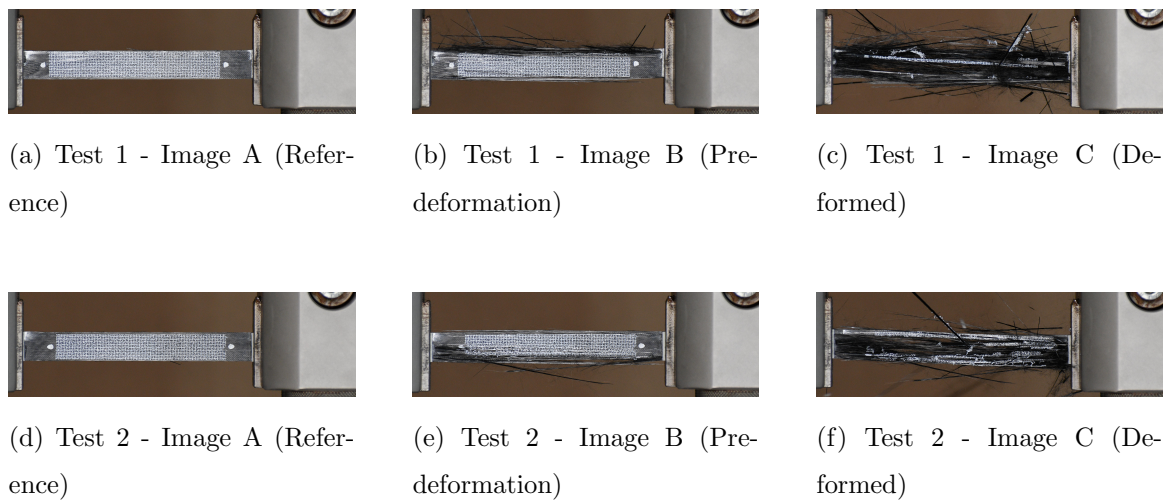 (a) Test 1 - Image A (Refer-
ence)
(b) Test 1 - Image B (Pre-
deformation)
(c) Test 1 - Image C (De-
formed)
(d) Test 2 - Image A (Refer-
ence)
(e) Test 2 - Image B (Pre-
deformation)
(f) Test 2 - Image C (De-
formed)